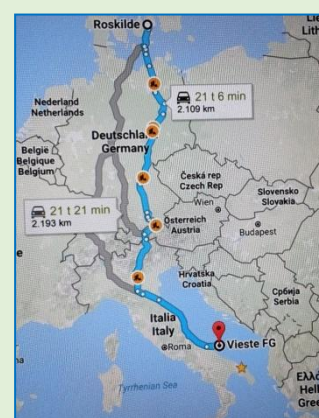 Roskilde
Lie
Lith
21 t 6 min
2.109 km
Nederland
Netherlands
Deutschla
Germany
België
Belgique
Belgium
Česká rep
Czech Rep
Slovensko
Slovakia
Wien
21 t 21 min
2.193 km
Österreich
Austria
Budapest
Hrvatska
Croatia
Србија
Serbia
Italia
Italy
Roma
Vieste FG
Tyrrhenian Sea
Ελλ
Hell
Gree